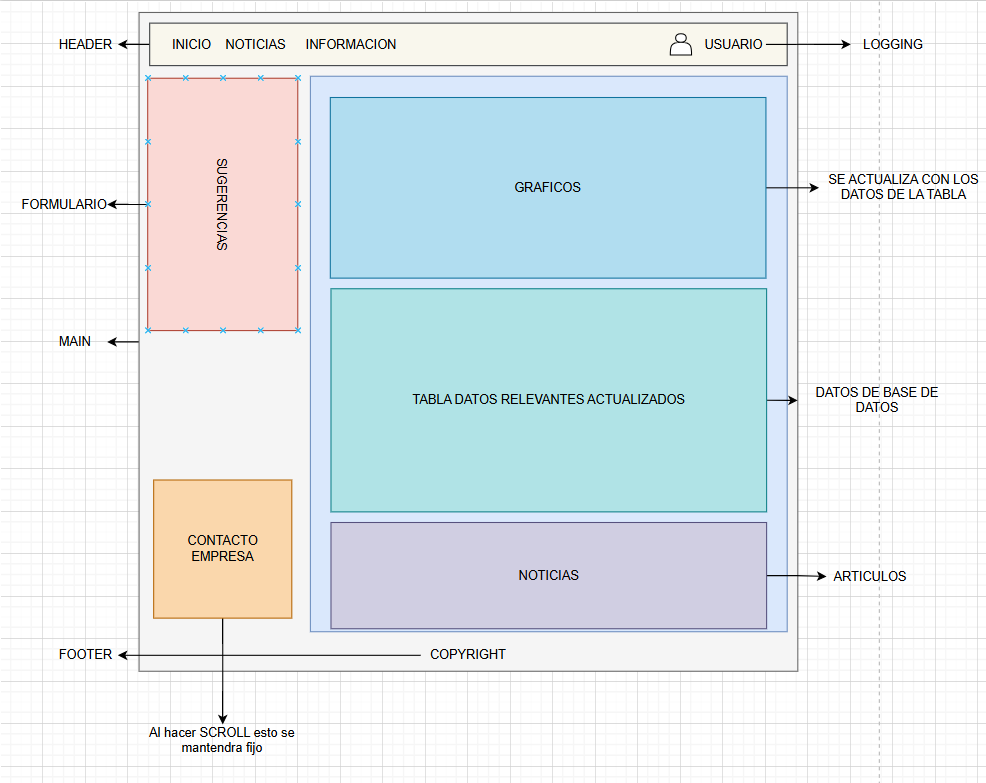 HEADER
INICIO NOTICIAS INFORMACION
USUARIO
LOGGING
SUGERENCIAS
FORMULARIO
GRAFICOS
SE ACTUALIZA CON LOS
DATOS DE LA TABLA
MAIN
TABLA DATOS RELEVANTES ACTUALIZADOS
DATOS DE BASE DE
DATOS
CONTACTO
EMPRESA
NOTICIAS
ARTICULOS
FOOTER
COPYRIGHT
Al hacer SCROLL esto se
mantendra fijo